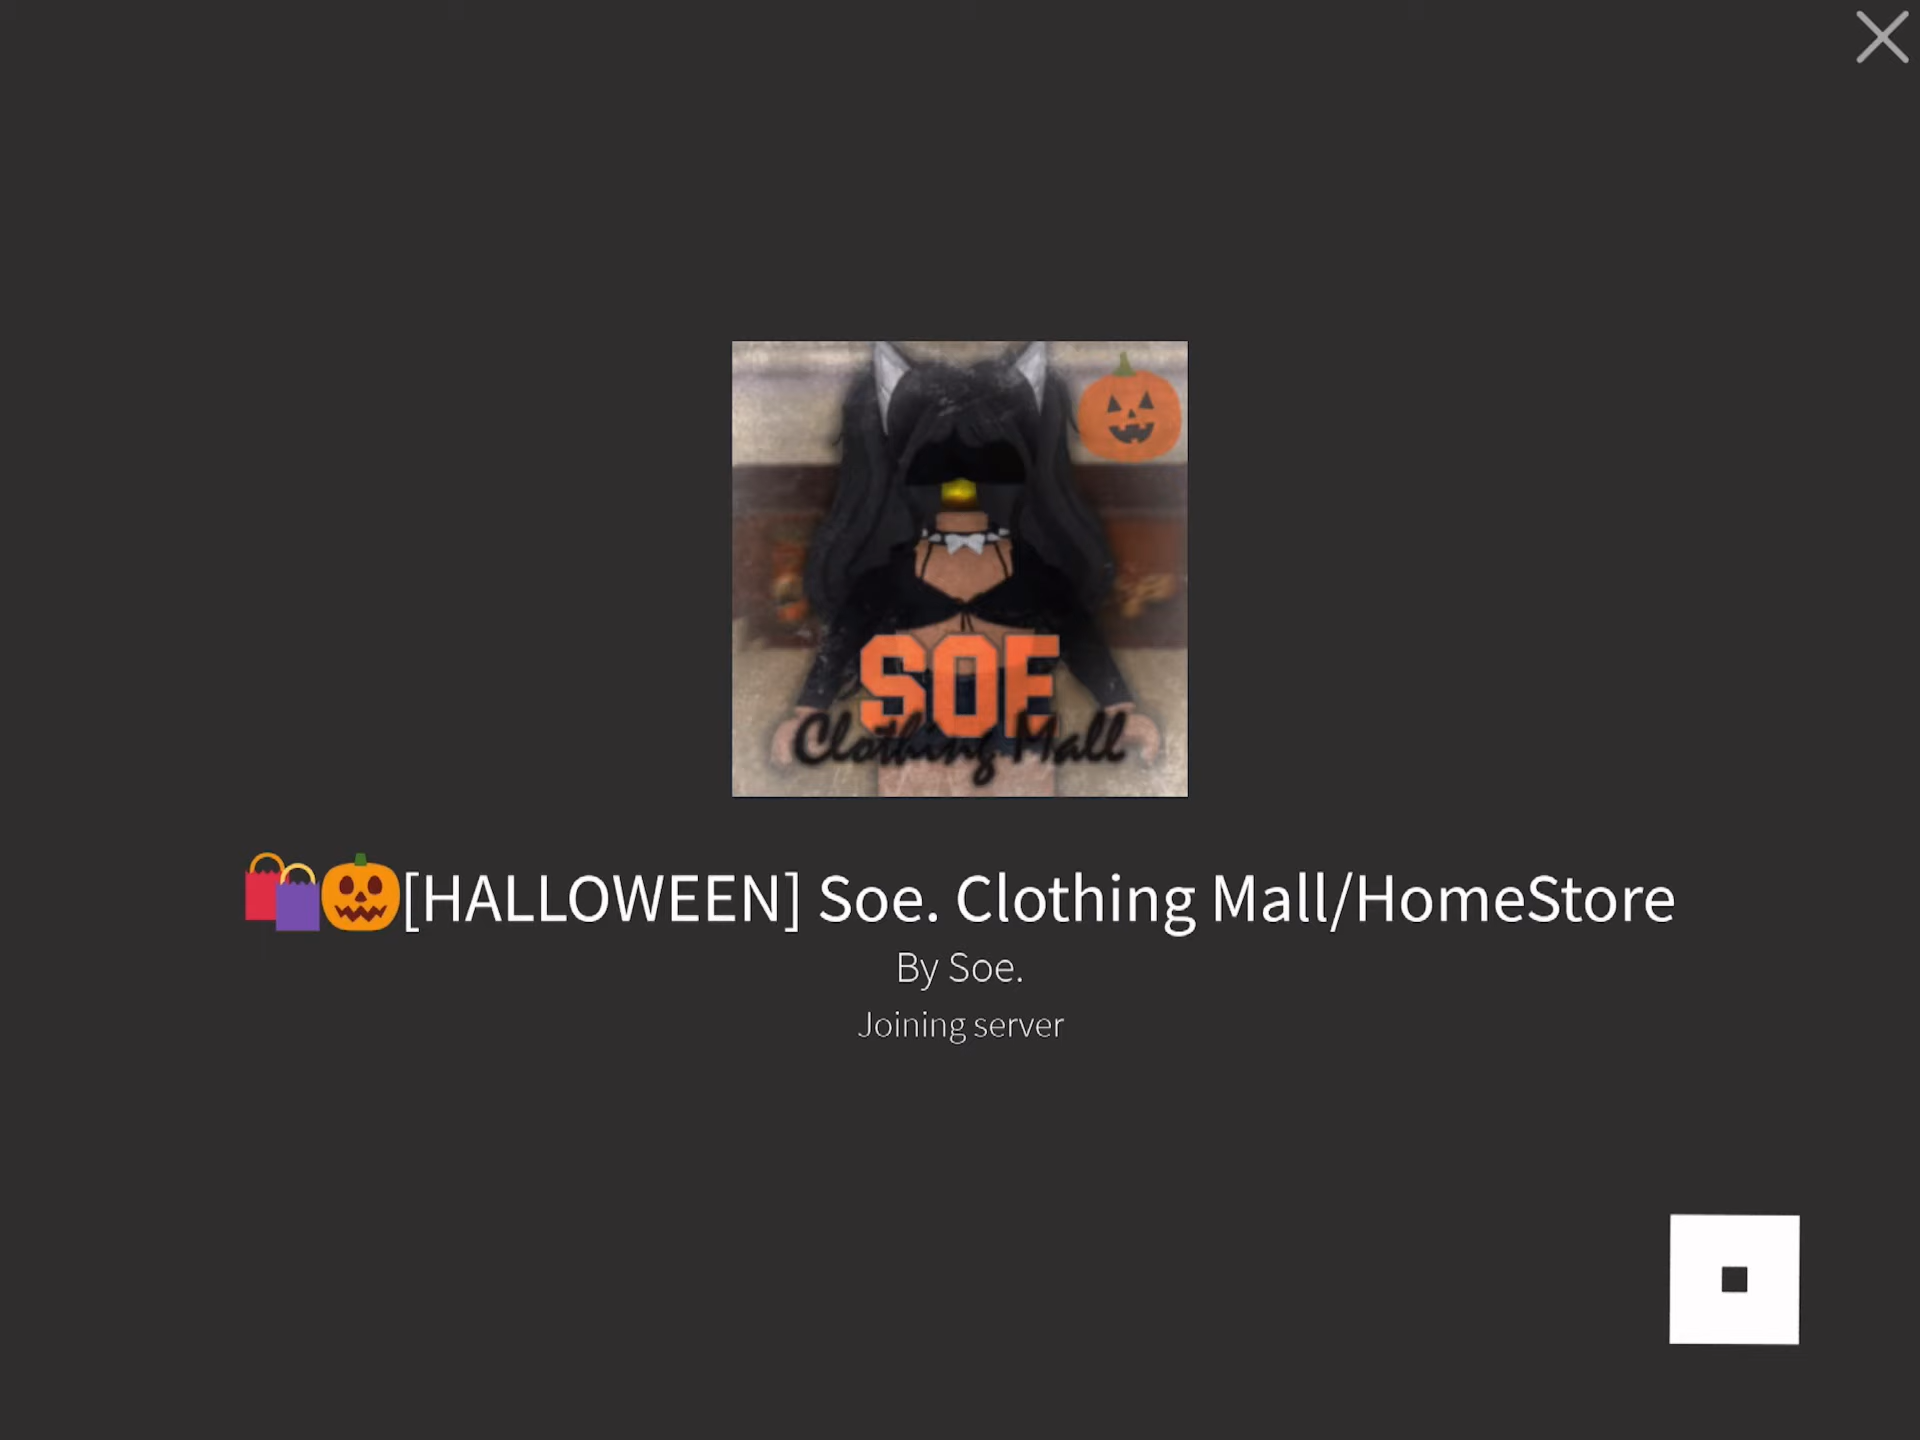 SOE
Clothing Mall
🛍️🎃[HALLOWEEN] Soe. Clothing Mall/HomeStore
By Soe.
Joining server